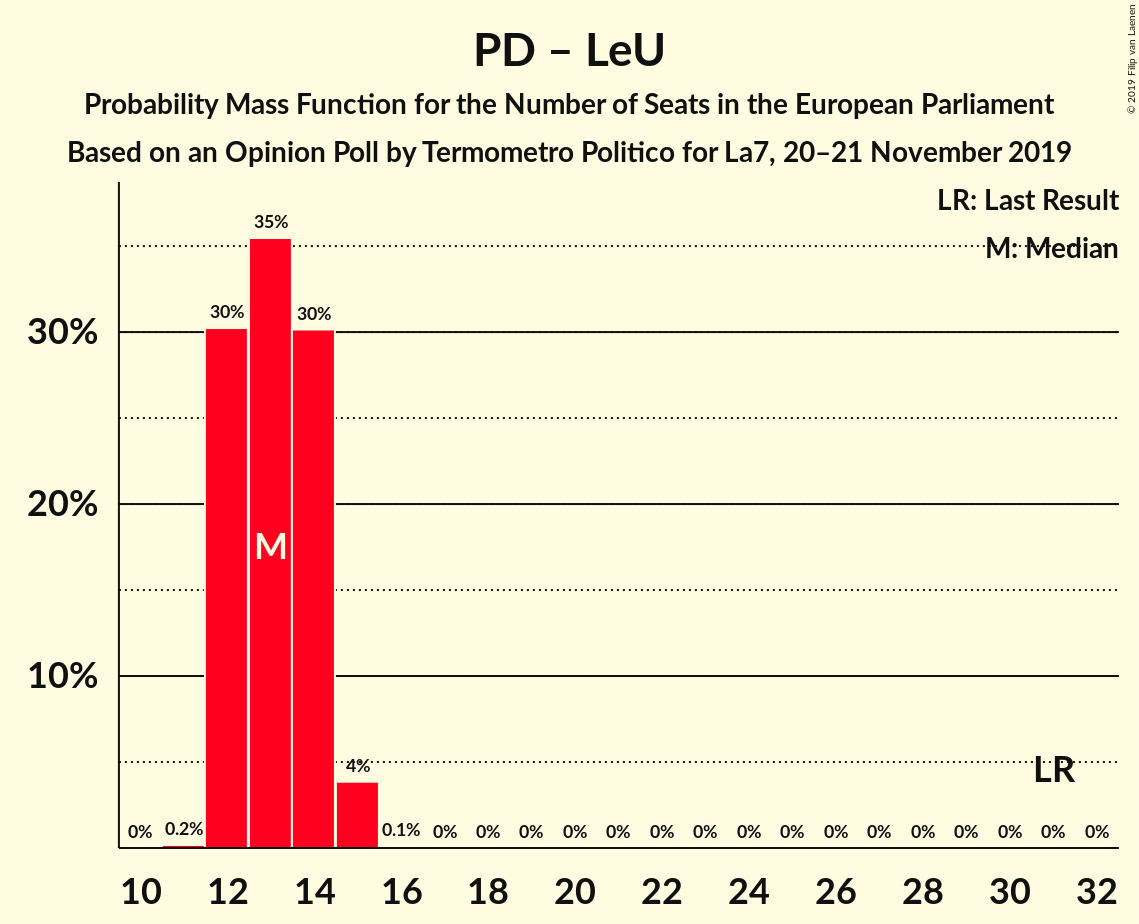 © 2019 Filip van Laenen
PD – LeU
Probability Mass Function for the Number of Seats in the European Parliament
Based on an Opinion Poll by Termometro Politico for La7, 20–21 November 2019
LR: Last Result
M: Median
35%
30% 30%
30%
20%
M
10%
4%
LR
0% 0.2% 0.1% 0% 0% 0% 0% 0% 0% 0% 0% 0% 0% 0% 0% 0% 0% 0%
10 12 14 16 18 20 22 24 26 28 30 32